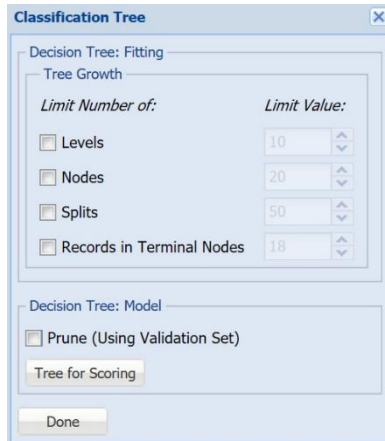 Classification Tree
Decision Tree: Fitting
Tree Growth
Limit Number of: Limit Value:
Levels 10
Nodes 20
Splits 50
Records in Terminal Nodes 18
Decision Tree: Model
Prune (Using Validation Set)
Tree for Scoring
Done